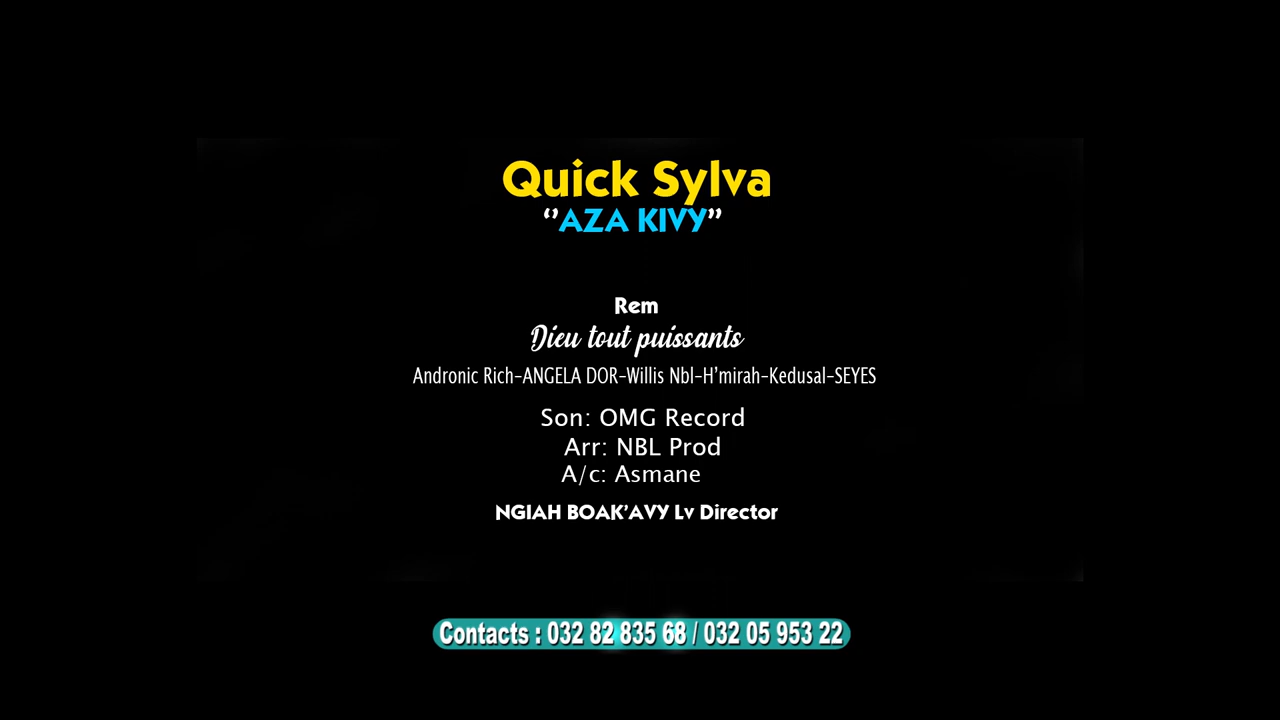 Quick Sylva
‘’AZA KIVY’’
Rem
Dieu tout puissants
Andronic Rich-ANGELA DOR-Willis Nbl-H’mirah-Kedusal-SEYES
Son: OMG Record
Arr: NBL Prod
A/c: Asmane
NGIAH BOAK’AVY Lv Director
Contacts : 032 82 835 68 / 032 05 953 22